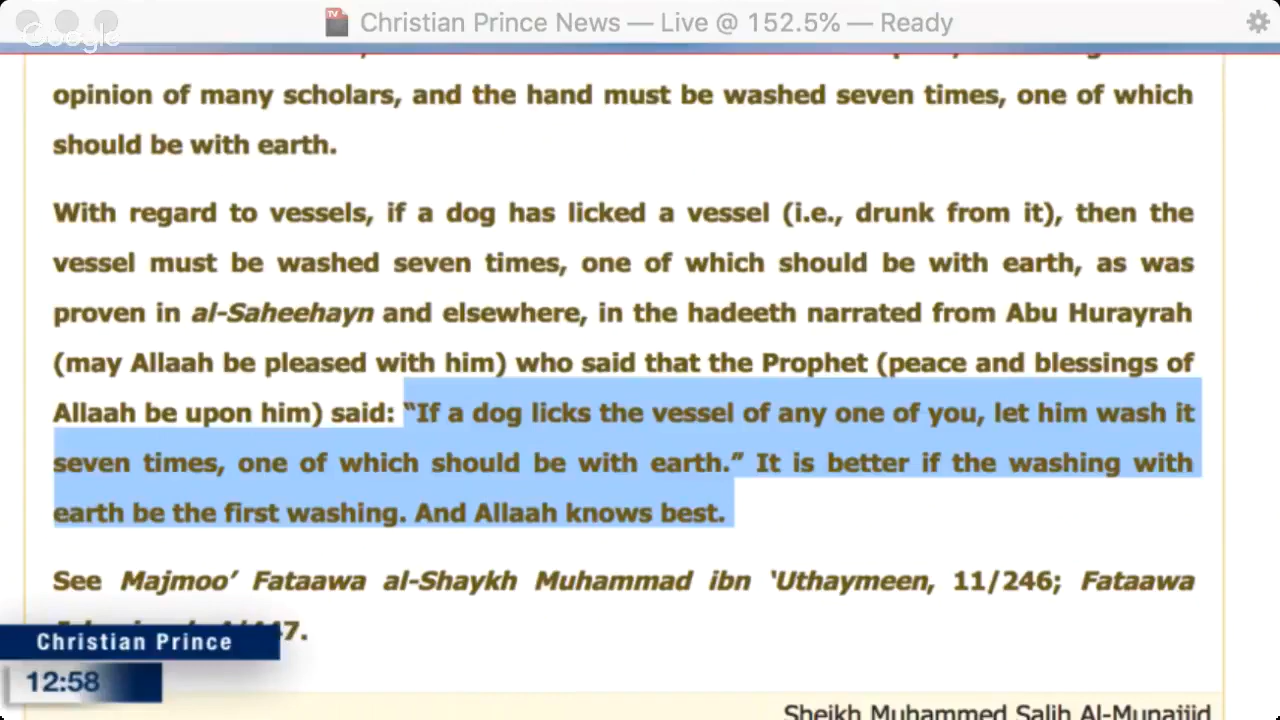 Christian Prince News — Live @ 152.5% — Ready
TV
Google
opinion of many scholars, and the hand must be washed seven times, one of which
should be with earth.
With regard to vessels, if a dog has licked a vessel (i.e., drunk from it), then the
vessel must be washed seven times, one of which should be with earth, as was
proven in al-Saheehayn and elsewhere, in the hadeeth narrated from Abu Hurayrah
(may Allaah be pleased with him) who said that the Prophet (peace and blessings of
Allaah be upon him) said: “If a dog licks the vessel of any one of you, let him wash it
seven times, one of which should be with earth.” It is better if the washing with
earth be the first washing. And Allaah knows best.
See Majmoo’ Fataawa al-Shaykh Muhammad ibn ‘Uthaymeen, 11/246; Fataawa
Christian Prince
12:58
Sheikh Muhammed Salih Al-Munajjid